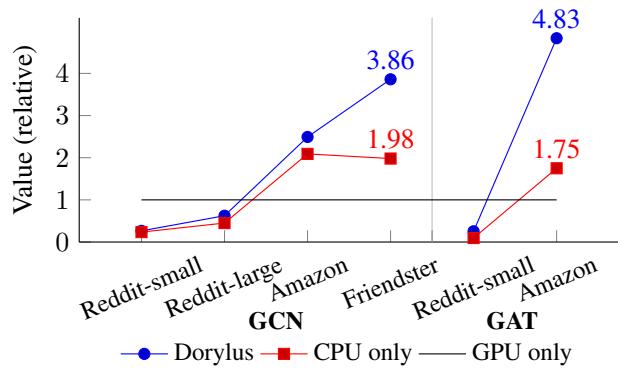 4.83
3.86
1.98
1.75
Value (relative)
4
3
2
1
0
Reddit-small
Reddit-large
Amazon
Friendster
Reddit-small
Amazon
GCN
GAT
Dorylus CPU only GPU only